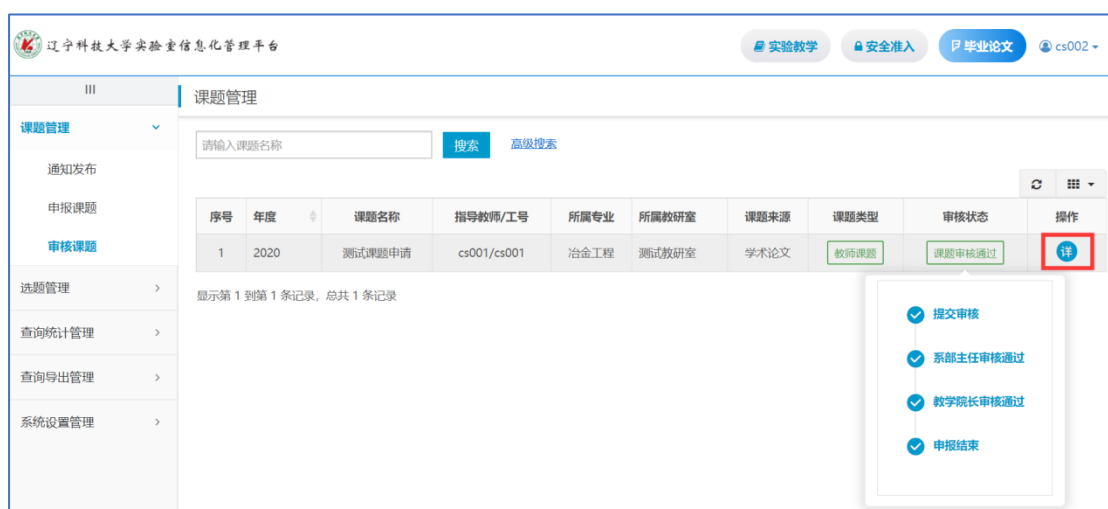 辽宁科技大学实验室信息化管理平台
实验教学
安全准入
毕业论文
cs002
课题管理
通知发布
申报课题
审核课题
选题管理
查询统计管理
查询导出管理
系统设置管理
课题管理
请输入课题名称
搜索
高级搜索
序号 年度 课题名称 指导教师/工号 所属专业 所属教研室 课题来源 课题类型 审核状态 操作
1 2020 测试课题申请 cs001/cs001 冶金工程 测试教研室 学术论文 教师课题 课题审核通过 详
显示第 1 到第 1 条记录，总共 1 条记录
提交审核
系部主任审核通过
教学院长审核通过
申报结束